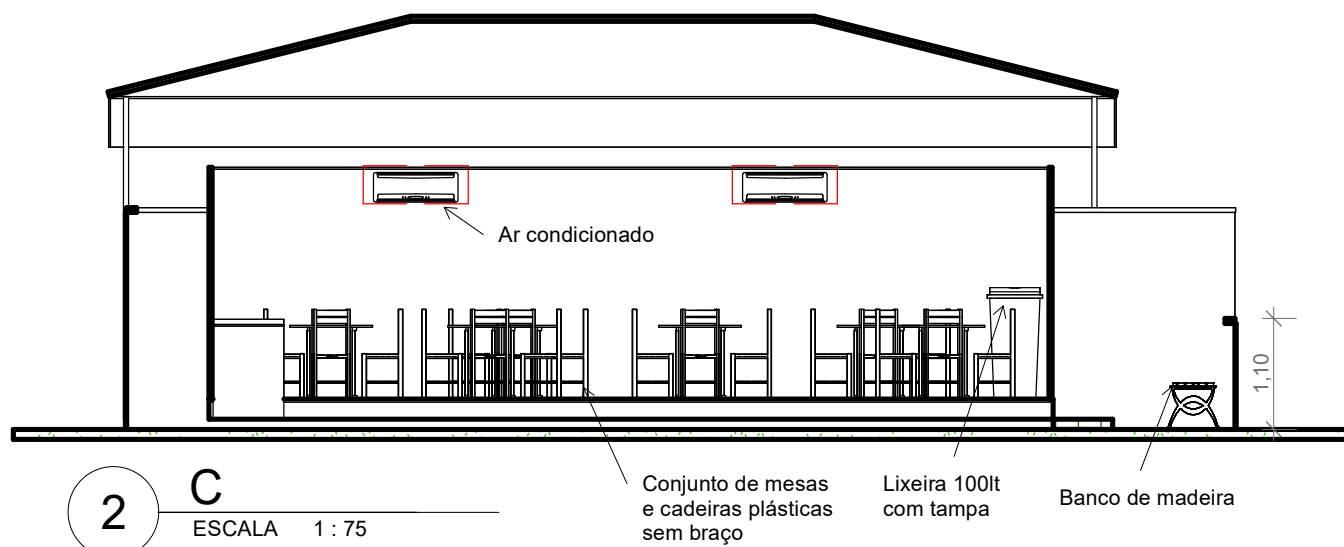 Ar condicionado
1,10
Conjunto de mesas
e cadeiras plásticas
sem braço
Lixeira 100lt
com tampa
Banco de madeira
2
C
ESCALA 1 : 75